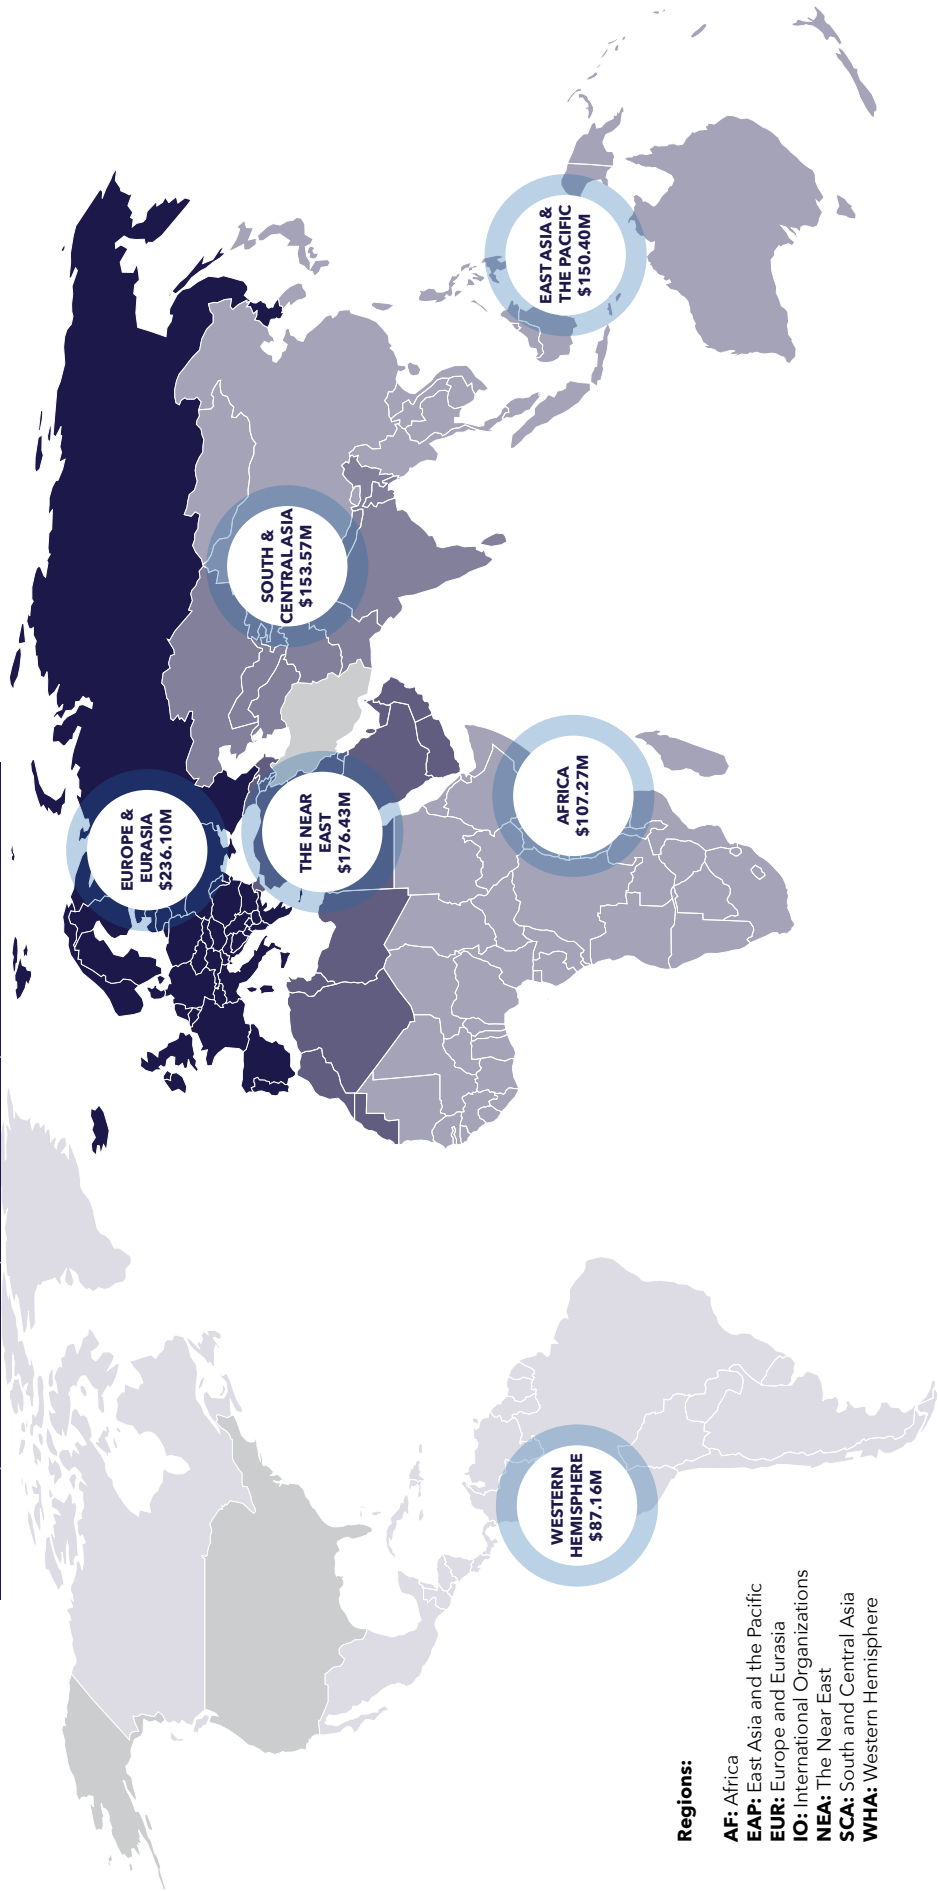 EUROPE &
EURASIA
$236.10M
SOUTH &
CENTRAL ASIA
$153.57M
THE NEAR
EAST
$176.43M
EAST ASIA &
THE PACIFIC
$150.40M
AFRICA
$107.27M
WESTERN
HEMISPHERE
$87.16M
Regions:
AF: Africa
EAP: East Asia and the Pacific
EUR: Europe and Eurasia
IO: International Organizations
NEA: The Near East
SCA: South and Central Asia
WHA: Western Hemisphere